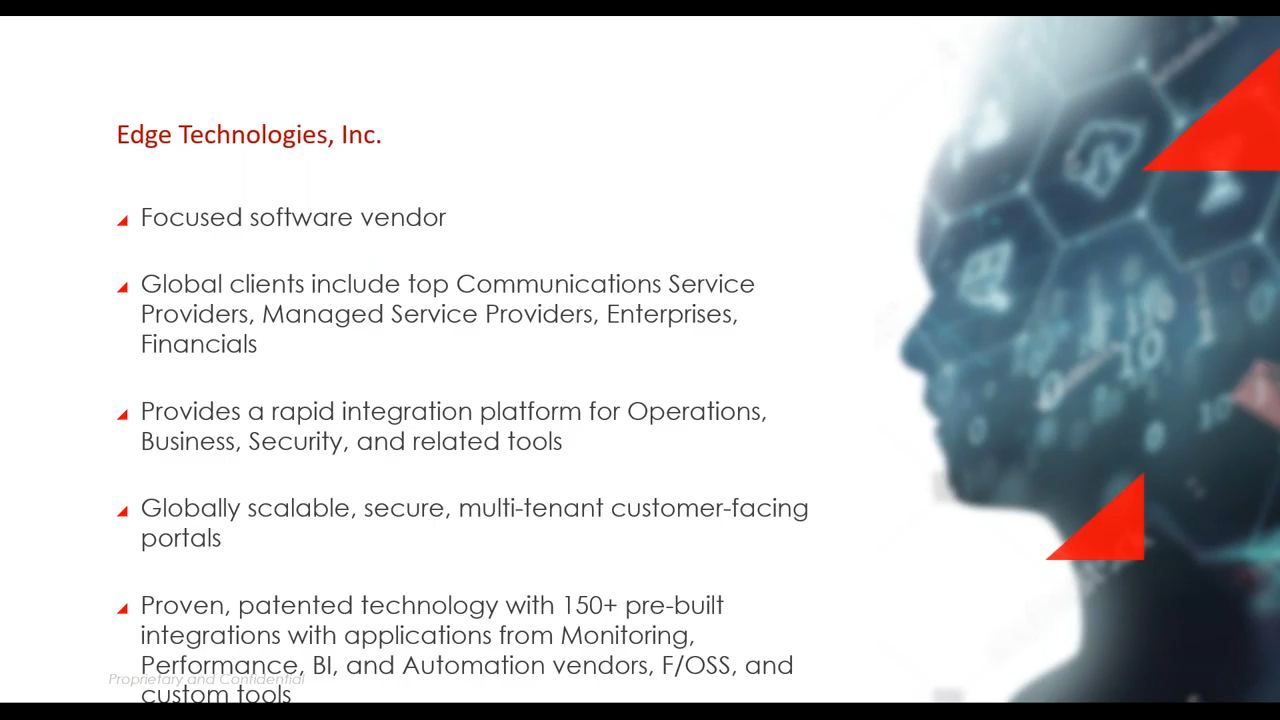 Edge Technologies, Inc.
Focused software vendor
Global clients include top Communications Service
Providers, Managed Service Providers, Enterprises,
Financials
Provides a rapid integration platform for Operations,
Business, Security, and related tools
Globally scalable, secure, multi-tenant customer-facing
portals
Proven, patented technology with 150+ pre-built
integrations with applications from Monitoring,
Performance, BI, and Automation vendors, F/OSS, and
Proprietary and Confidential
custom tools